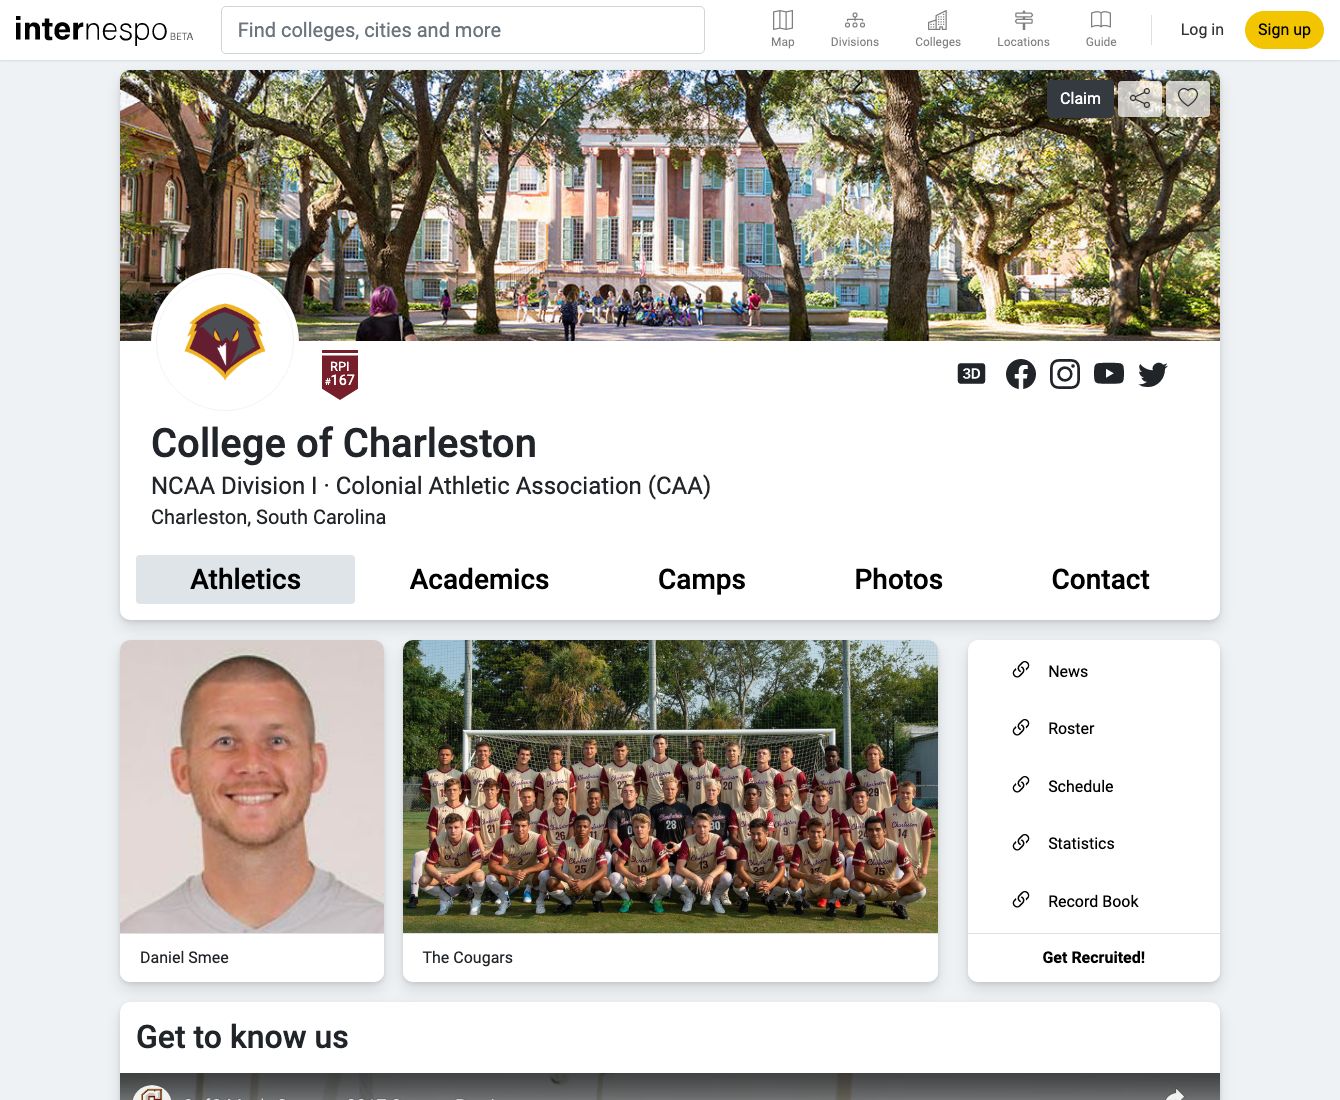 internespo BETA
Find colleges, cities and more
Map
Divisions
Colleges
Locations
Guide
Log in
Sign up
Claim
RPI
#167
3D
College of Charleston
NCAA Division I · Colonial Athletic Association (CAA)
Charleston, South Carolina
Athletics
Academics
Camps
Photos
Contact
News
Roster
Schedule
Statistics
Record Book
Daniel Smee
The Cougars
Get Recruited!
Get to know us